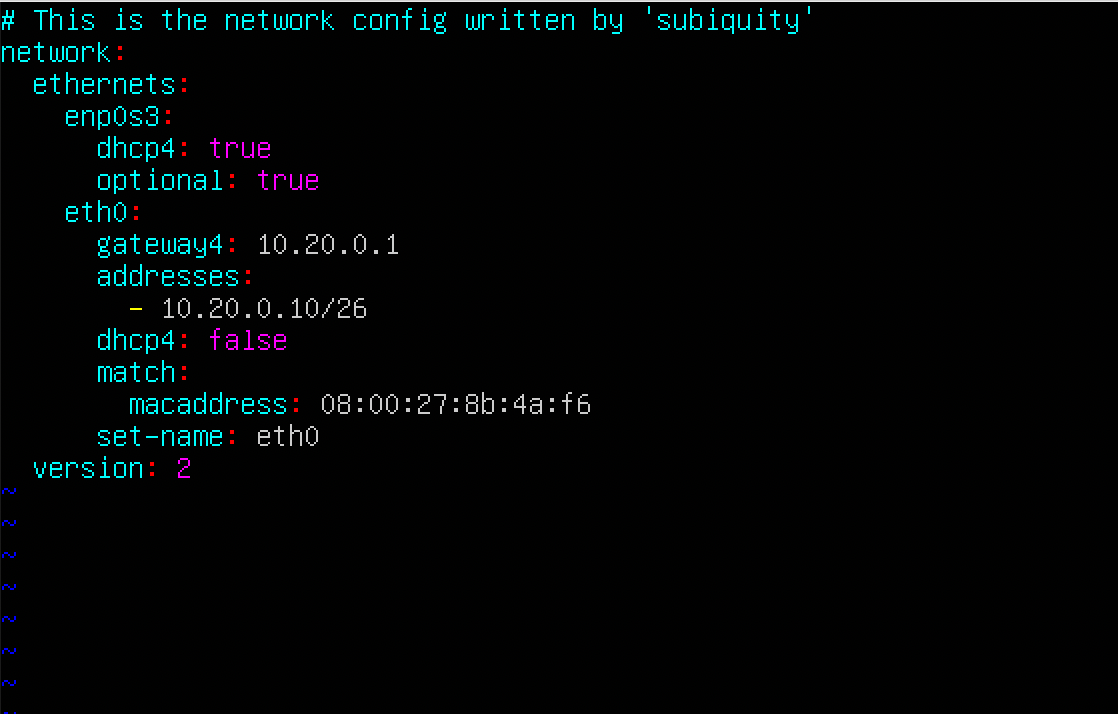 # This is the network config written by 'subiquity'
network:
  ethernets:
    enp0s3:
      dhcp4: true
      optional: true
    eth0:
      gateway4: 10.20.0.1
      addresses:
        - 10.20.0.10/26
      dhcp4: false
      match:
        macaddress: 08:00:27:8b:4a:f6
      set-name: eth0
  version: 2
~
~
~
~
~
~
~
~